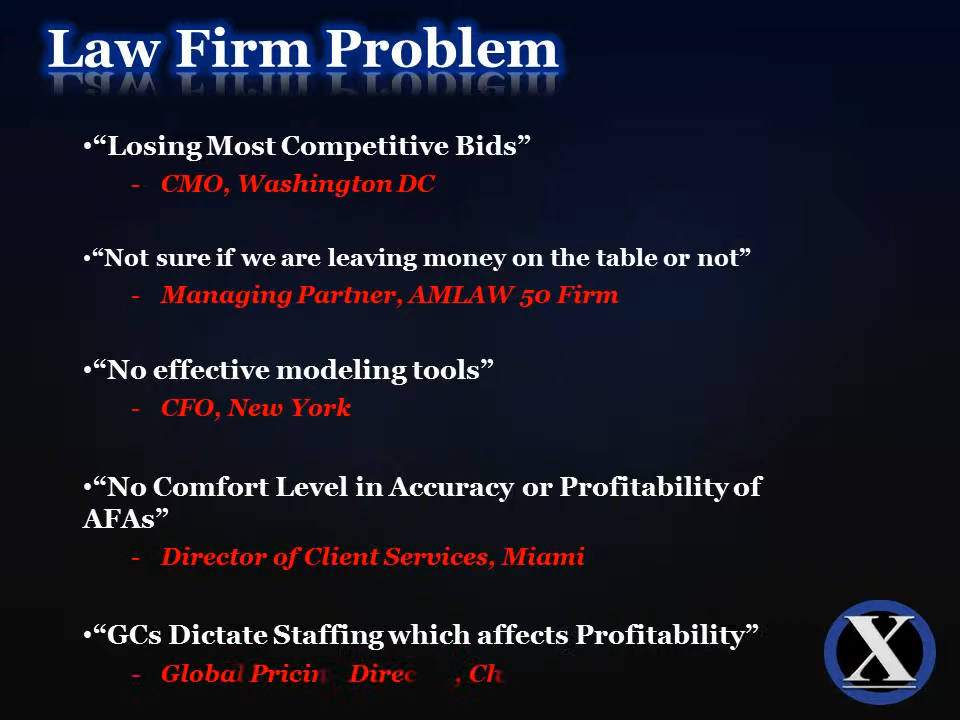 Law Firm Problem
•“Losing Most Competitive Bids”
- CMO, Washington DC
•“Not sure if we are leaving money on the table or not”
- Managing Partner, AMLAW 50 Firm
•“No effective modeling tools”
- CFO, New York
•“No Comfort Level in Accuracy or Profitability of
AFAs”
- Director of Client Services, Miami
•“GCs Dictate Staffing which affects Profitability”
- Global
X